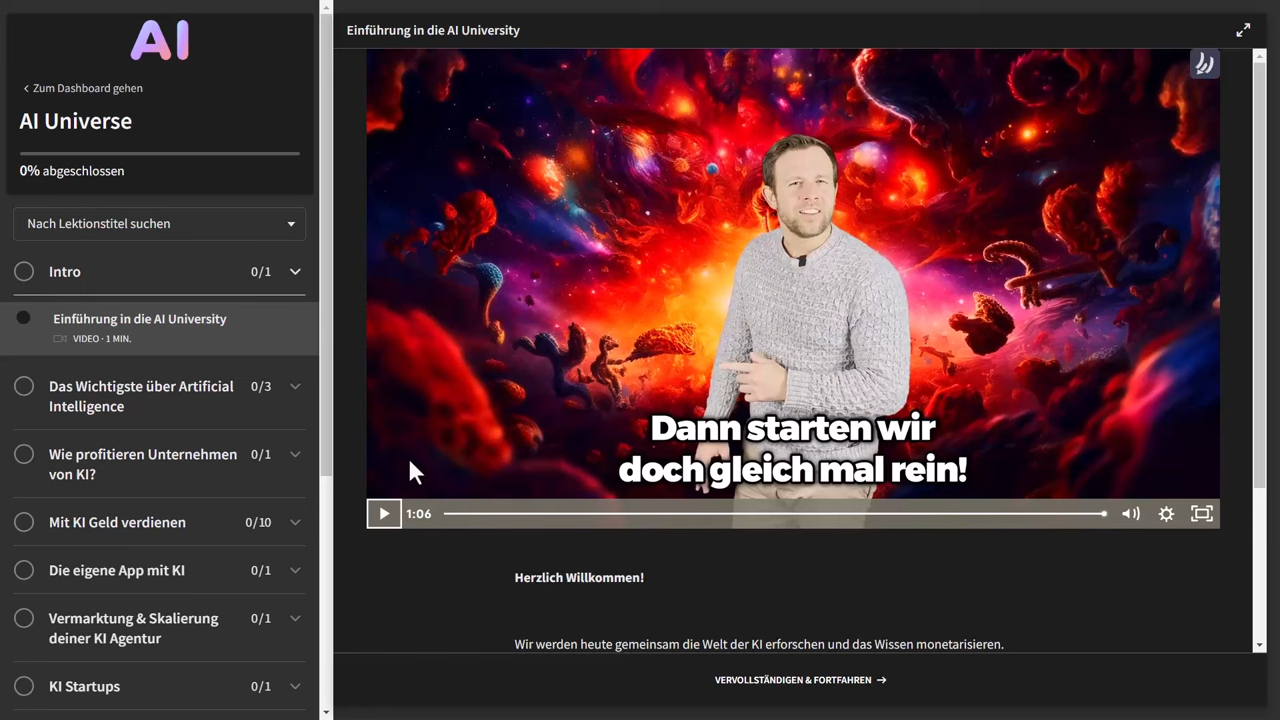 AI
Zum Dashboard gehen
AI Universe
0% abgeschlossen
Nach Lektionstitel suchen
Intro 0/1
Einführung in die AI University
VIDEO · 1 MIN.
Das Wichtigste über Artificial
Intelligence 0/3
Wie profitieren Unternehmen
von KI? 0/1
Mit KI Geld verdienen 0/10
Die eigene App mit KI 0/1
Vermarktung & Skalierung
deiner KI Agentur 0/1
KI Startups 0/1
Einführung in die AI University
Dann starten wir
doch gleich mal rein!
1:06
Herzlich Willkommen!
Wir werden heute gemeinsam die Welt der KI erforschen und das Wissen monetarisieren.
VERVOLLSTÄNDIGEN & FORTFAHREN